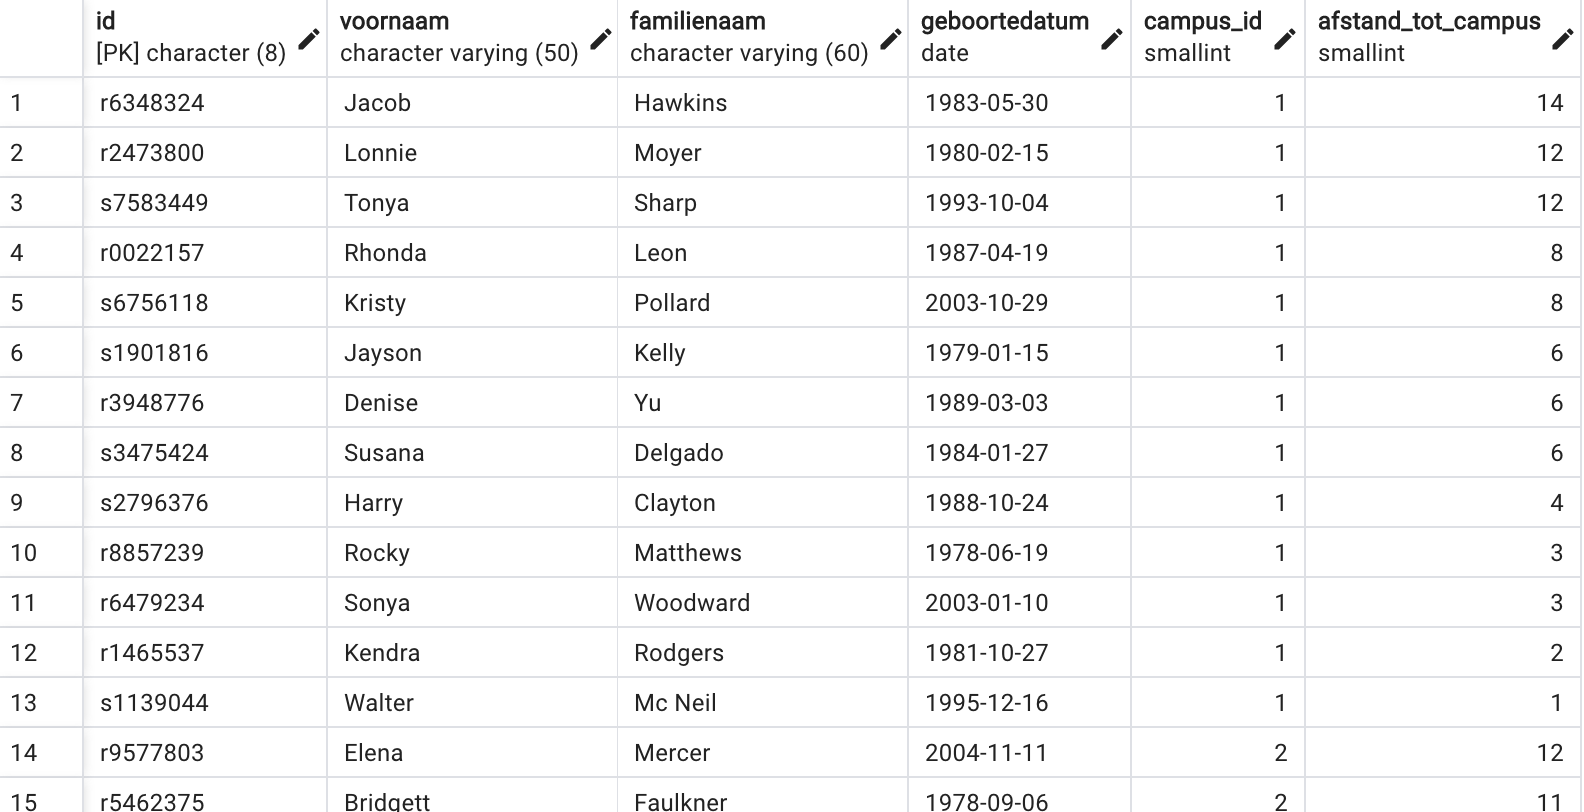 id voornaam familienaam geboortedatum campus_id afstand_tot_campus
[PK] character (8) character varying (50) character varying (60) date smallint smallint
1 r6348324 Jacob Hawkins 1983-05-30 1 14
2 r2473800 Lonnie Moyer 1980-02-15 1 12
3 s7583449 Tonya Sharp 1993-10-04 1 12
4 r0022157 Rhonda Leon 1987-04-19 1 8
5 s6756118 Kristy Pollard 2003-10-29 1 8
6 s1901816 Jayson Kelly 1979-01-15 1 6
7 r3948776 Denise Yu 1989-03-03 1 6
8 s3475424 Susana Delgado 1984-01-27 1 6
9 s2796376 Harry Clayton 1988-10-24 1 4
10 r8857239 Rocky Matthews 1978-06-19 1 3
11 r6479234 Sonya Woodward 2003-01-10 1 3
12 r1465537 Kendra Rodgers 1981-10-27 1 2
13 s1139044 Walter Mc Neil 1995-12-16 1 1
14 r9577803 Elena Mercer 2004-11-11 2 12
15 r5462375 Bridgett Faulkner 1978-09-06 2 11